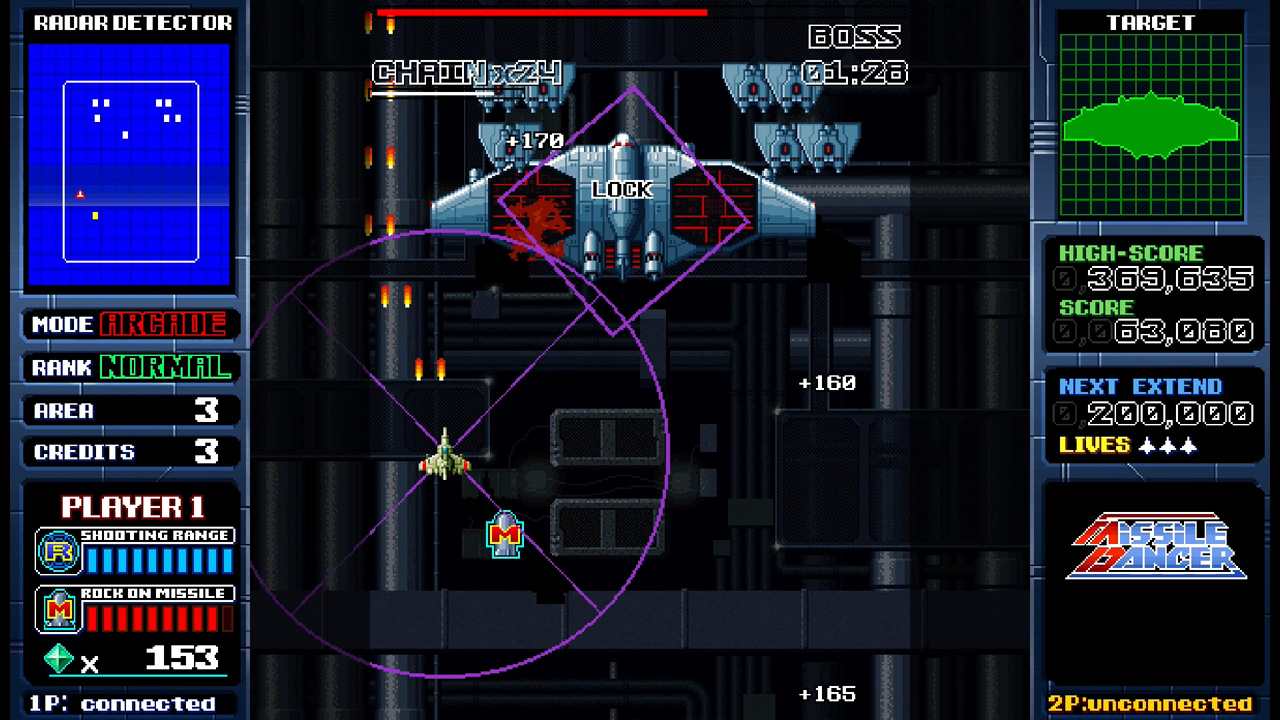 RADAR DETECTOR
MODE ARCADE
RANK NORMAL
AREA 3
CREDITS 3
PLAYER 1
R SHOOTING RANGE
M ROCK ON MISSILE
x 153
1P: connected
BOSS
CHAIN x24
01:28
+170
LOCK
+160
M
+165
TARGET
HIGH-SCORE
0,369,635
SCORE
0,063,080
NEXT EXTEND
0,200,000
LIVES
MISSILE
DANCER
2P:unconnected